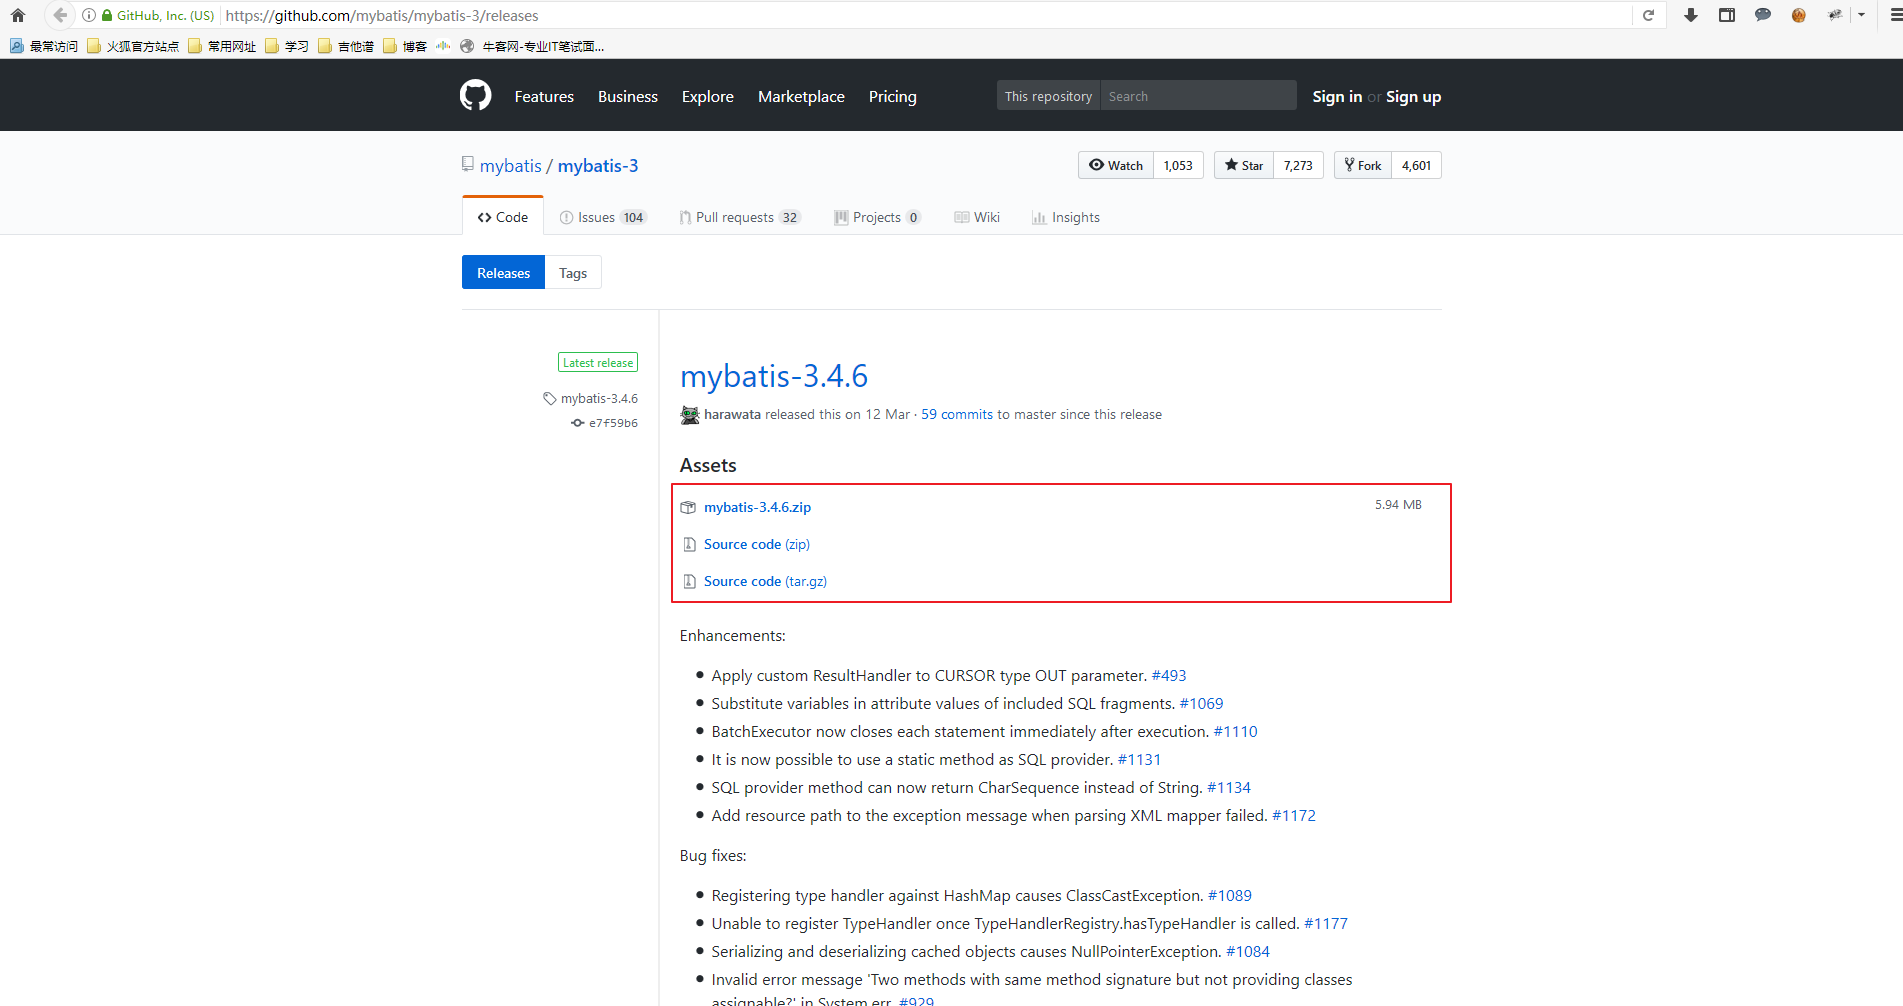 GitHub, Inc. (US) https://github.com/mybatis/mybatis-3/releases
最常访问 火狐官方站点 常用网址 学习 吉他谱 博客 牛客网-专业IT笔试面...
Features Business Explore Marketplace Pricing This repository Search Sign in or Sign up
mybatis / mybatis-3 Watch 1,053 Star 7,273 Fork 4,601
Code Issues 104 Pull requests 32 Projects 0 Wiki Insights
Releases Tags
Latest release
mybatis-3.4.6
e7f59b6
mybatis-3.4.6
harawata released this on 12 Mar · 59 commits to master since this release
Assets
mybatis-3.4.6.zip 5.94 MB
Source code (zip)
Source code (tar.gz)
Enhancements:
Apply custom ResultHandler to CURSOR type OUT parameter. #493
Substitute variables in attribute values of included SQL fragments. #1069
BatchExecutor now closes each statement immediately after execution. #1110
It is now possible to use a static method as SQL provider. #1131
SQL provider method can now return CharSequence instead of String. #1134
Add resource path to the exception message when parsing XML mapper failed. #1172
Bug fixes:
Registering type handler against HashMap causes ClassCastException. #1089
Unable to register TypeHandler once TypeHandlerRegistry.hasTypeHandler is called. #1177
Serializing and deserializing cached objects causes NullPointerException. #1084
Invalid error message 'Two methods with same method signature but not providing classes
assignable?' in System.err. #929